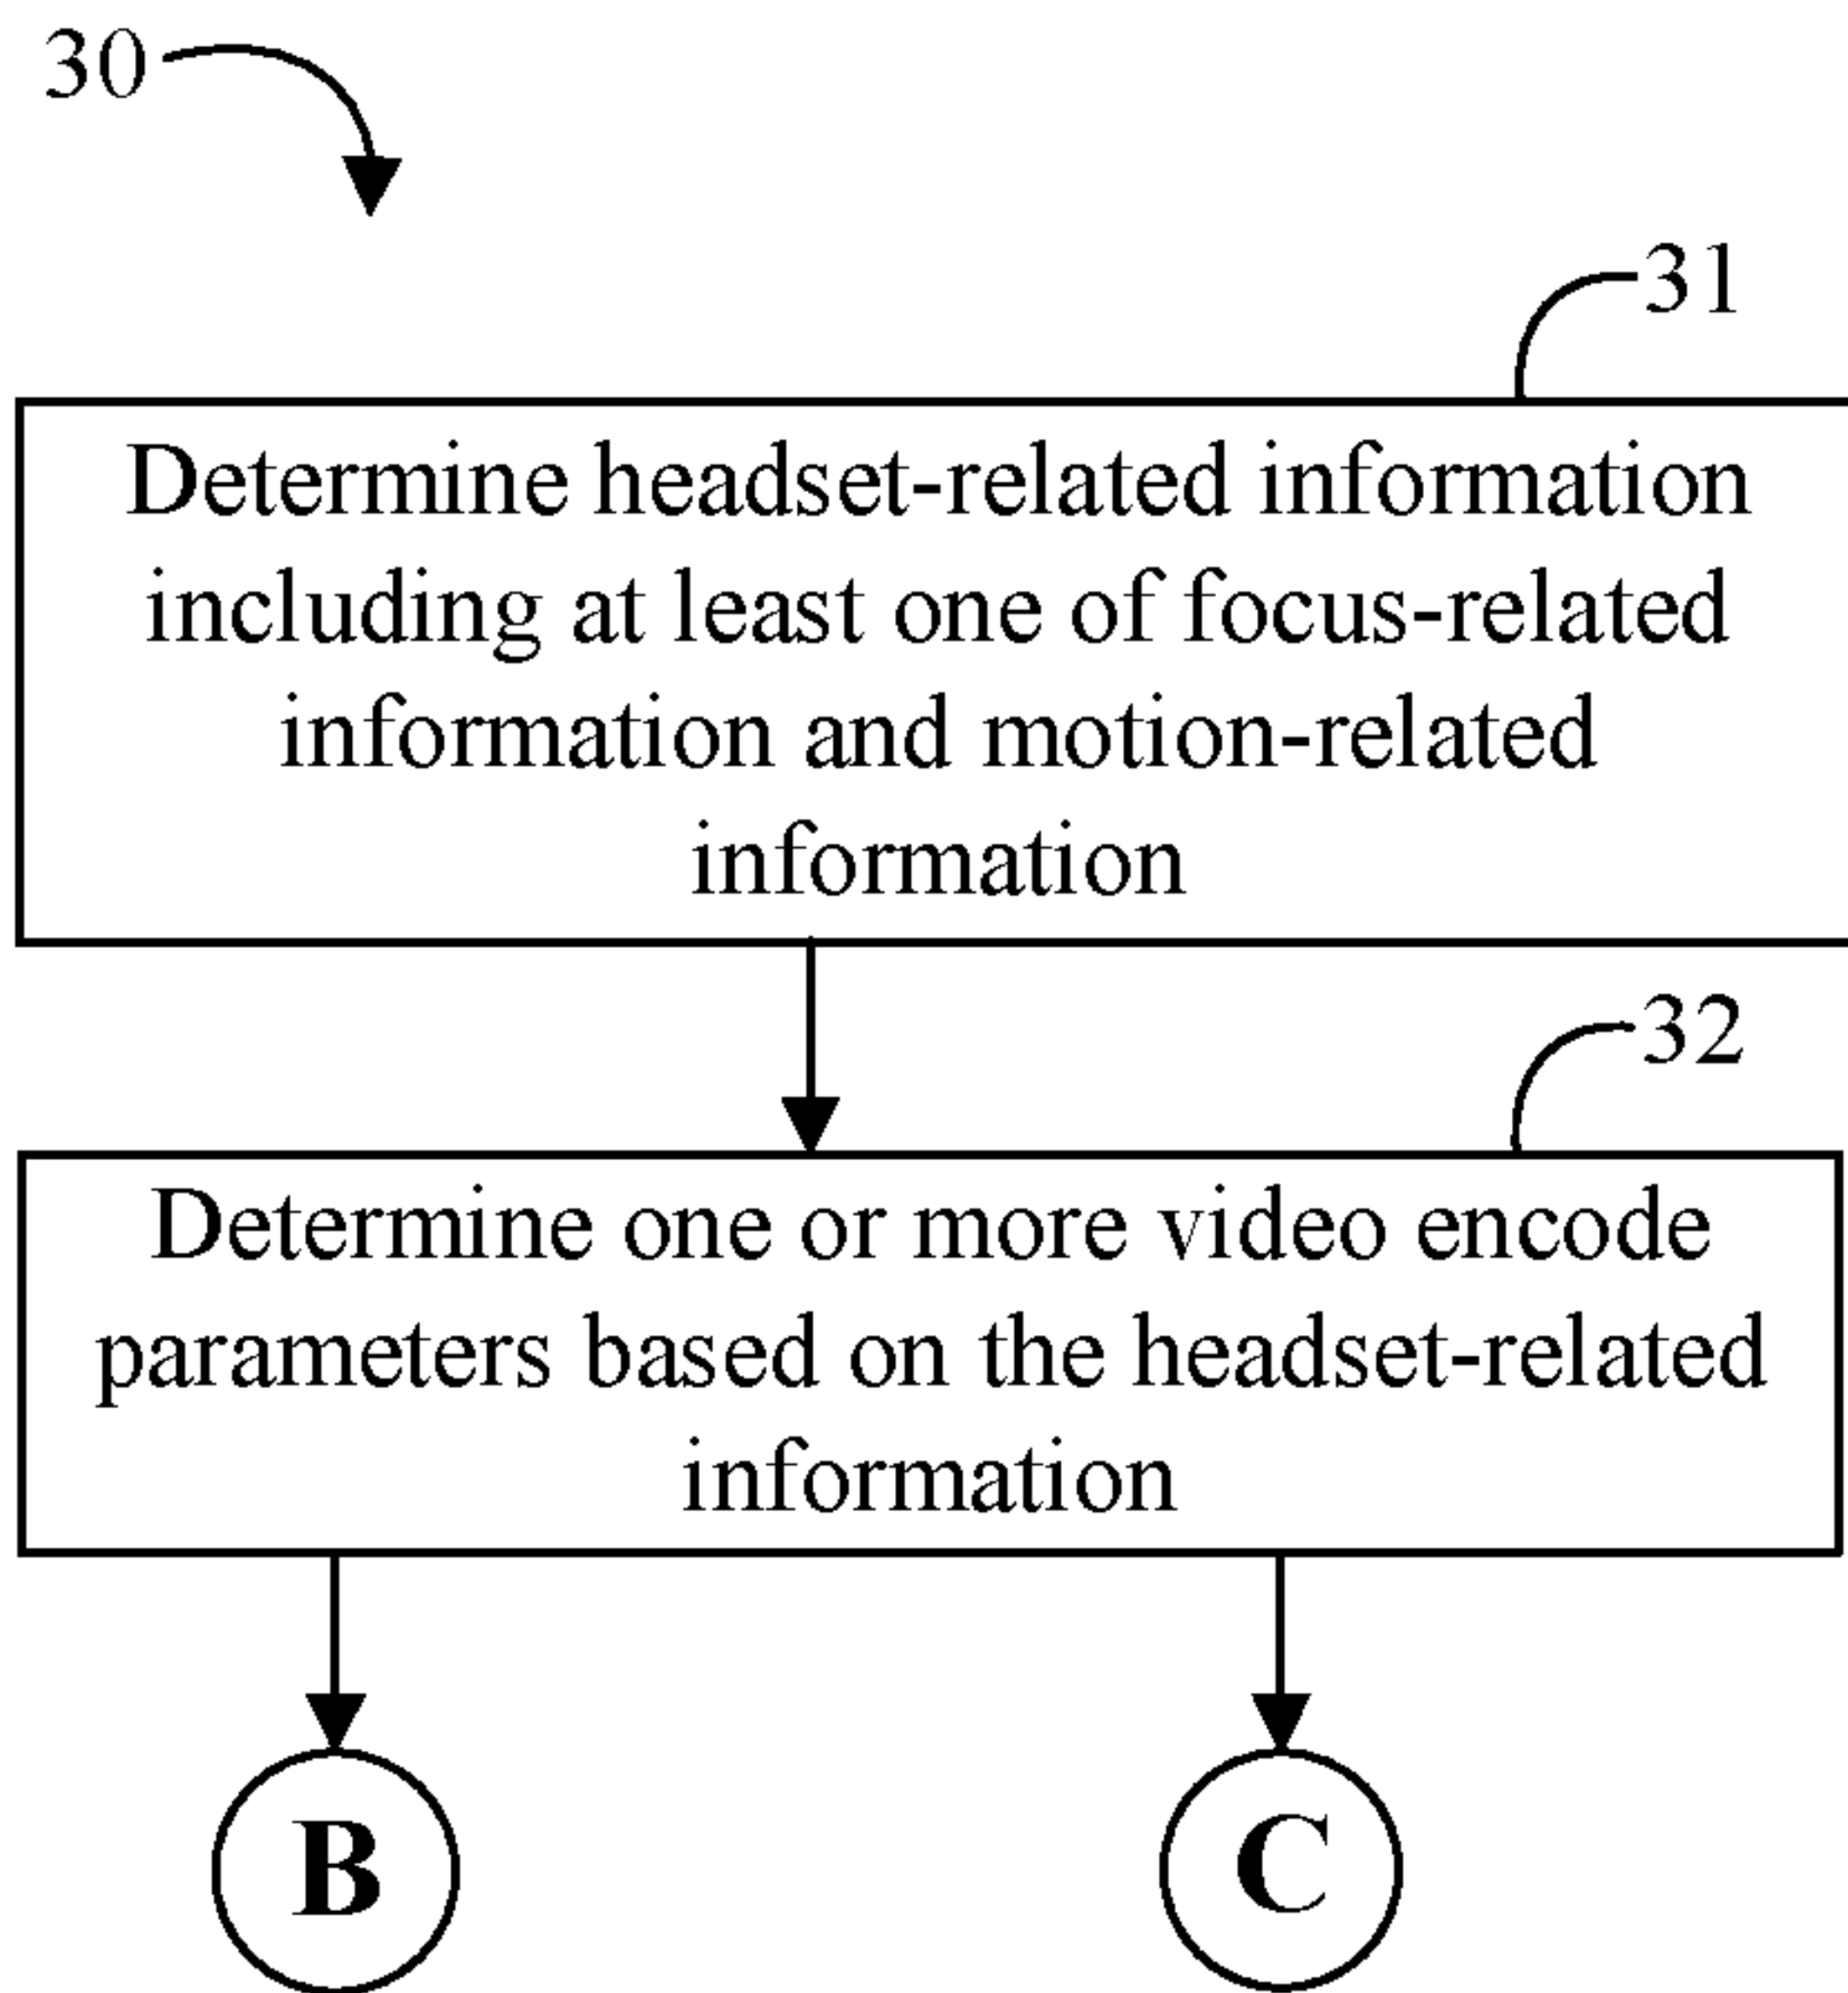 30
31
Determine headset-related information
including at least one of focus-related
information and motion-related
information
32
Determine one or more video encode
parameters based on the headset-related
information
B
C